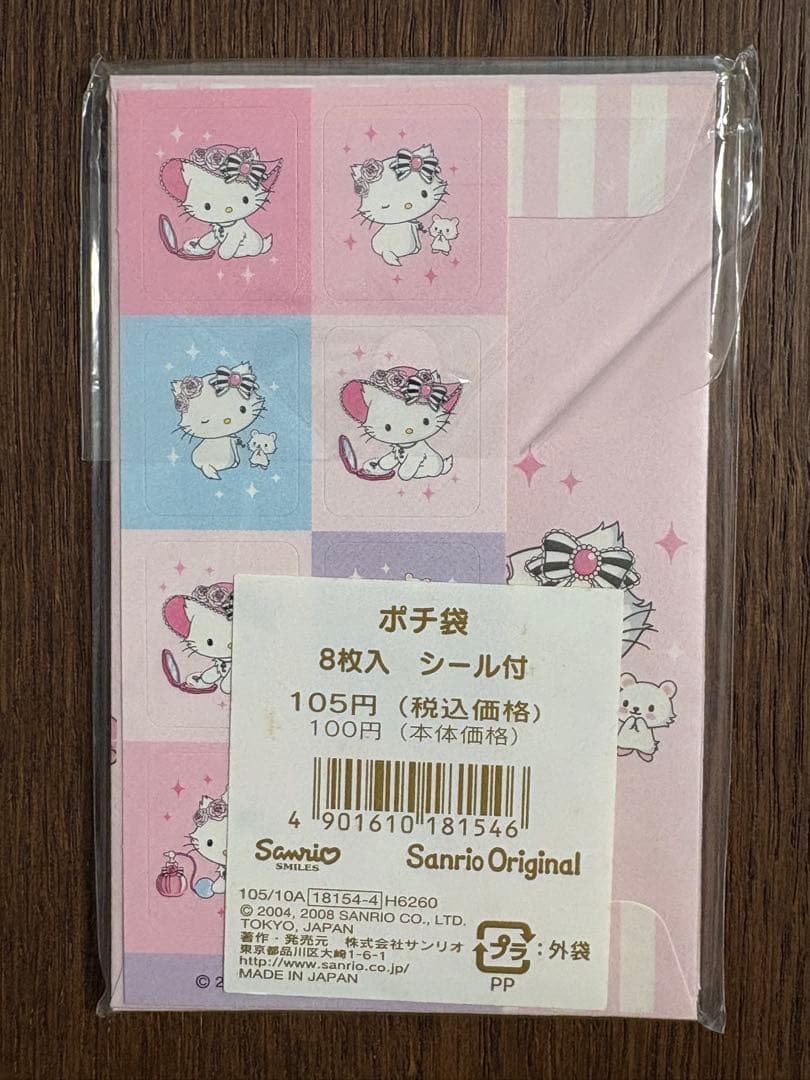 ポチ袋
8枚入 シール付
105円（税込価格）
100円（本体価格）
4 901610 181546
Sanrio
SMILES
Sanrio Original
105/10A 18154-4 H6260
© 2004, 2008 SANRIO CO., LTD.
TOKYO, JAPAN
著作・発売元 株式会社サンリオ
東京都品川区大崎1-6-1
http://www.sanrio.co.jp/
MADE IN JAPAN
プラ : 外袋
PP
© 2